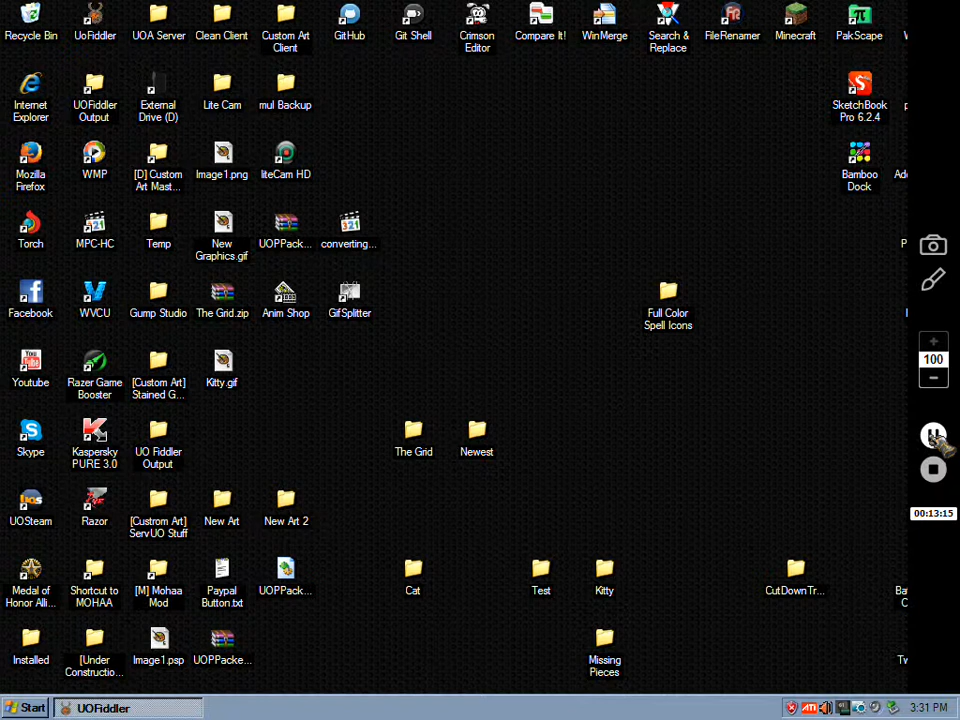 Recycle Bin
UoFiddler
UOA Server
Clean Client
Custom Art
Client
GitHub
Git Shell
Crimson
Editor
Compare It!
WinMerge
Search &
Replace
FileRenamer
Minecraft
PakScape
Internet
Explorer
UOFiddler
Output
External
Drive (D)
Lite Cam
mul Backup
SketchBook
Pro 6.2.4
Mozilla
Firefox
WMP
[D] Custom
Art Mast...
Image1.png
liteCam HD
Bamboo
Dock
Torch
MPC-HC
Temp
New
Graphics.gif
UOPPack...
converting...
Facebook
WVCU
Gump Studio
The Grid.zip
Anim Shop
GifSplitter
Full Color
Spell Icons
100
Youtube
Razer Game
Booster
[Custom Art]
Stained G...
Kitty.gif
Skype
Kaspersky
PURE 3.0
UO Fiddler
Output
The Grid
Newest
UOSteam
Razor
[Custrom Art]
ServUO Stuff
New Art
New Art 2
00:13:15
Medal of
Honor Alli...
Shortcut to
MOHAA
[M] Mohaa
Mod
Paypal
Button.txt
UOPPack...
Cat
Test
Kitty
CutDownTr...
Installed
[Under
Constructio...
Image1.psp
UOPPacke...
Missing
Pieces
Start
UOFiddler
3:31 PM